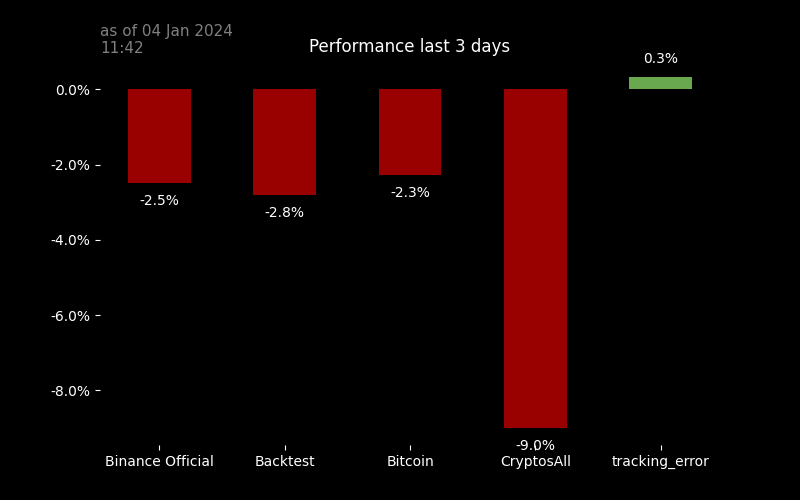 as of 04 Jan 2024
11:42
Performance last 3 days
0.3%
0.0%
-2.0%
-2.5%
-2.8%
-2.3%
-4.0%
-6.0%
-8.0%
-9.0%
Binance Official
Backtest
Bitcoin
CryptosAll
tracking_error